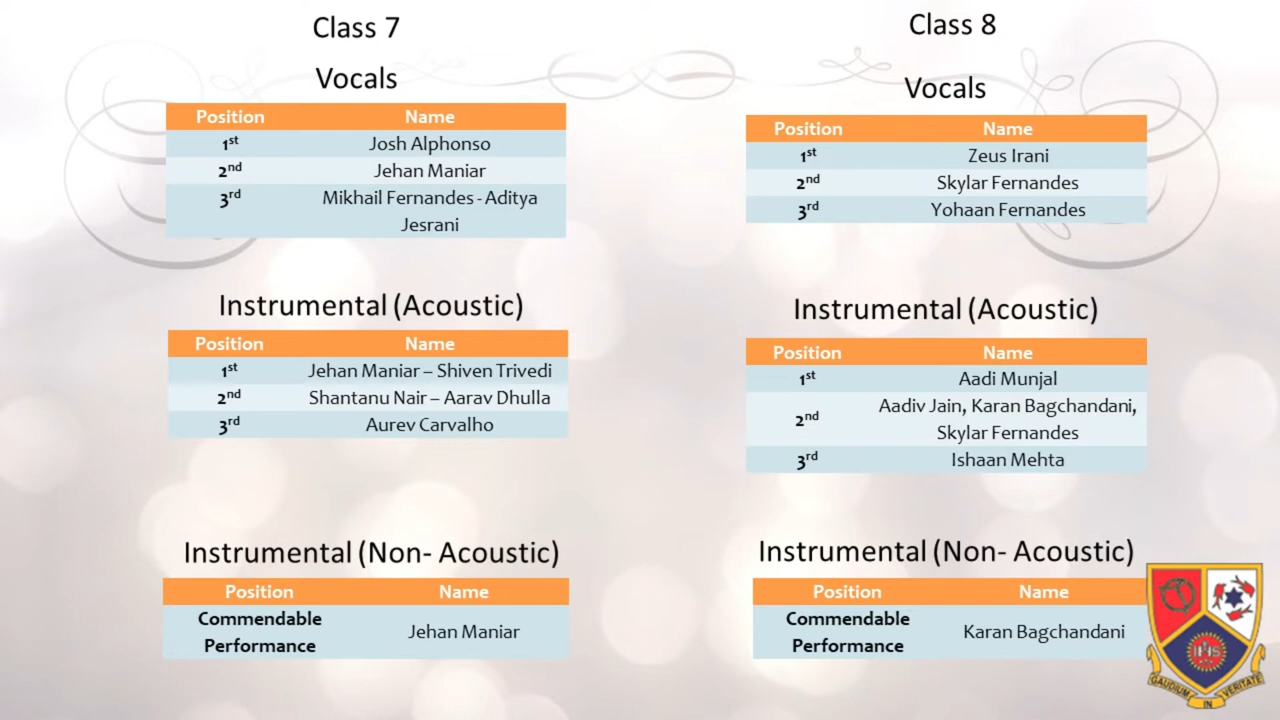 Class 7
Vocals
Position Name
1st Josh Alphonso
2nd Jehan Maniar
3rd Mikhail Fernandes - Aditya
Jesrani
Instrumental (Acoustic)
Position Name
1st Jehan Maniar – Shiven Trivedi
2nd Shantanu Nair – Aarav Dhulla
3rd Aurev Carvalho
Instrumental (Non- Acoustic)
Position Name
Commendable
Performance
Jehan Maniar
Class 8
Vocals
Position Name
1st Zeus Irani
2nd Skylar Fernandes
3rd Yohaan Fernandes
Instrumental (Acoustic)
Position Name
1st Aadi Munjal
2nd Aadiv Jain, Karan Bagchandani,
Skylar Fernandes
3rd Ishaan Mehta
Instrumental (Non- Acoustic)
Position Name
Commendable
Performance
Karan Bagchandani
IHS
GAUDIUM IN VERITATE